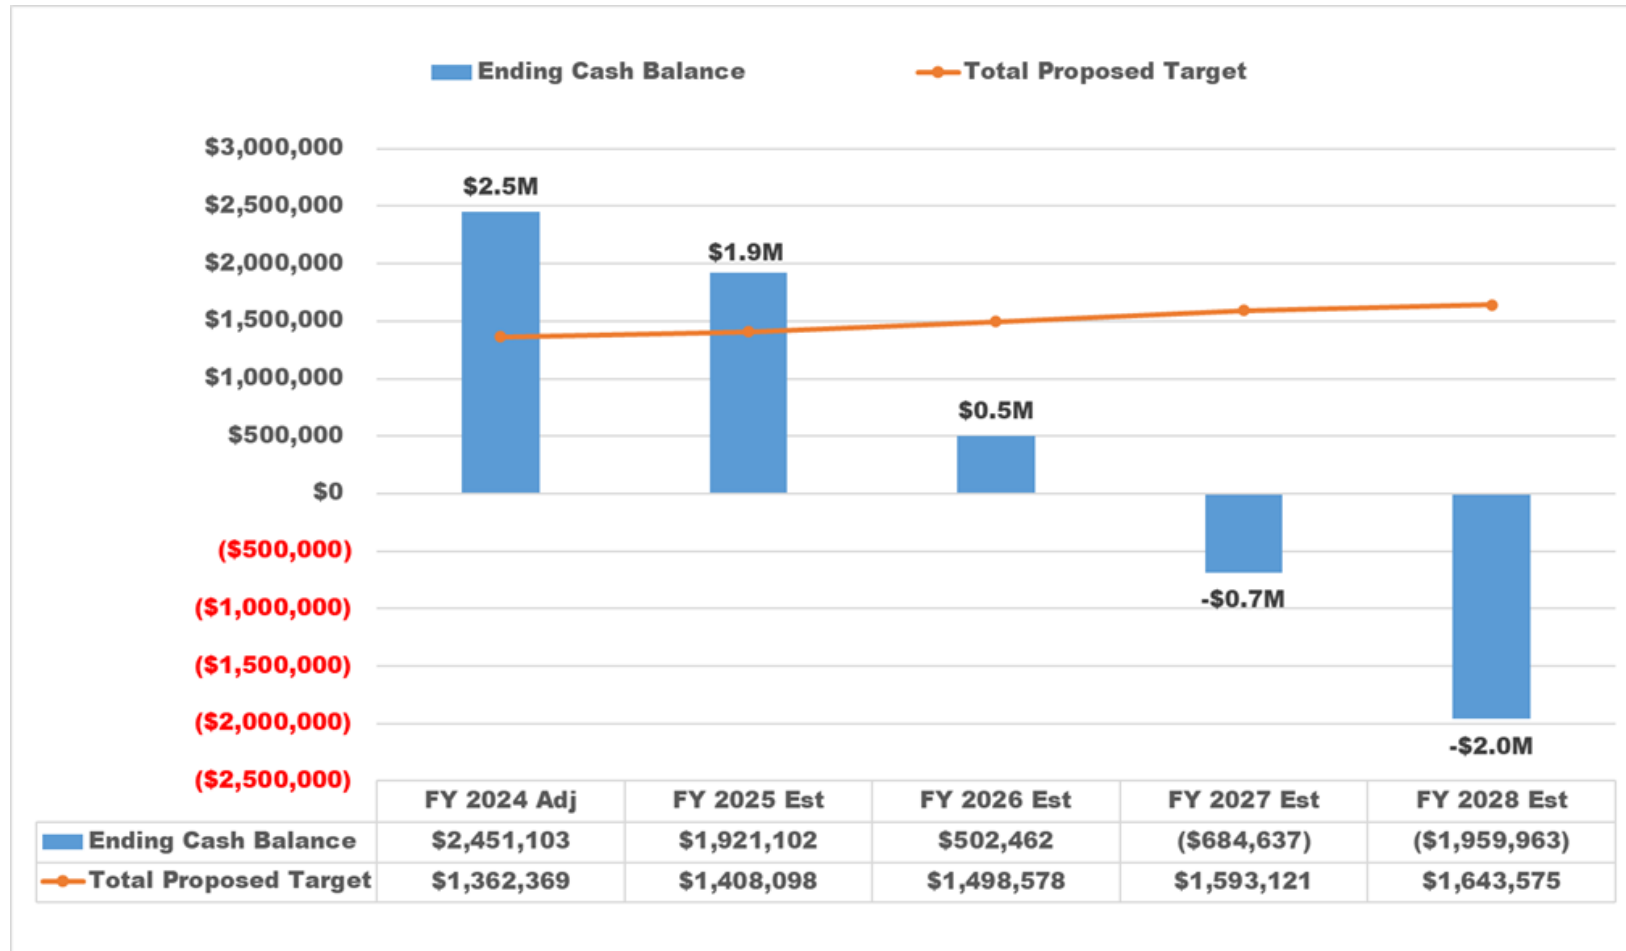 Ending Cash Balance Total Proposed Target
$3,000,000
$2,500,000
$2,000,000
$1,500,000
$1,000,000
$500,000
$0
($500,000)
($1,000,000)
($1,500,000)
($2,000,000)
($2,500,000)
$2.5M
$1.9M
$0.5M
-$0.7M
-$2.0M
FY 2024 Adj FY 2025 Est FY 2026 Est FY 2027 Est FY 2028 Est
Ending Cash Balance $2,451,103 $1,921,102 $502,462 ($684,637) ($1,959,963)
Total Proposed Target $1,362,369 $1,408,098 $1,498,578 $1,593,121 $1,643,575